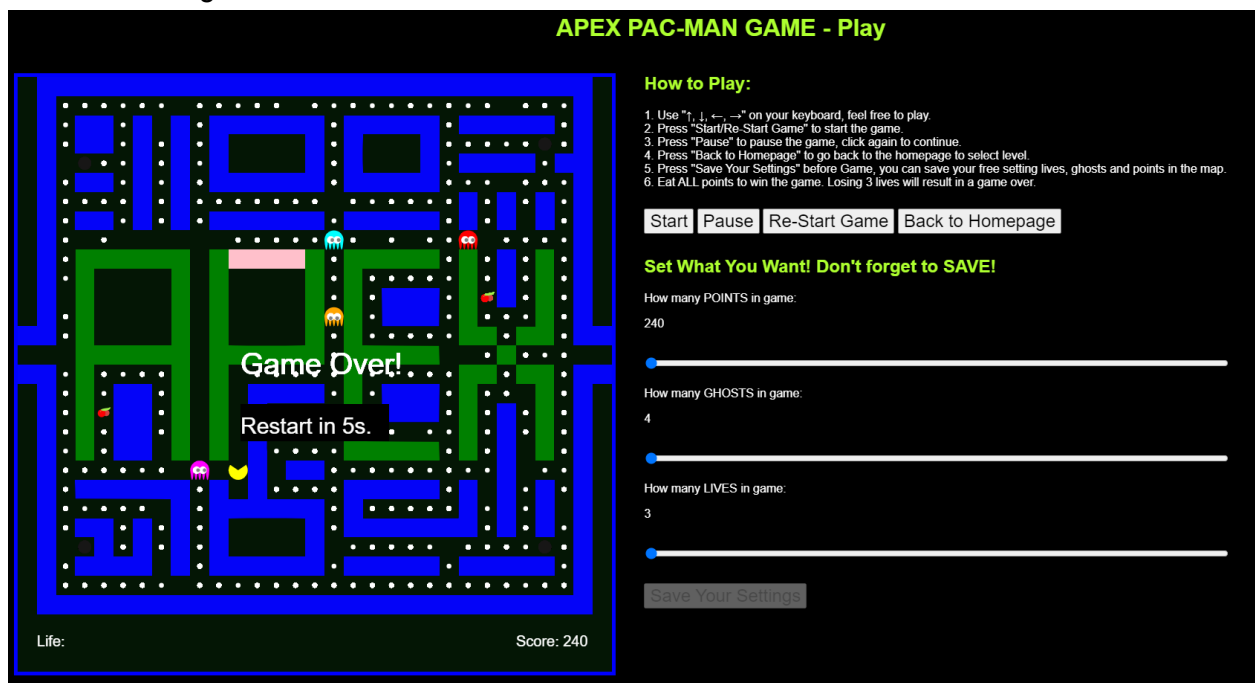 APEX PAC-MAN GAME - Play
Game Over!
Restart in 5s.
Life:
Score: 240
How to Play:
1. Use "↑, ↓, ←, →" on your keyboard, feel free to play.
2. Press "Start/Re-Start Game" to start the game.
3. Press "Pause" to pause the game, click again to continue.
4. Press "Back to Homepage" to go back to the homepage to select level.
5. Press "Save Your Settings" before Game, you can save your free setting lives, ghosts and points in the map.
6. Eat ALL points to win the game. Losing 3 lives will result in a game over.
Start Pause Re-Start Game Back to Homepage
Set What You Want! Don't forget to SAVE!
How many POINTS in game:
240
How many GHOSTS in game:
4
How many LIVES in game:
3
Save Your Settings